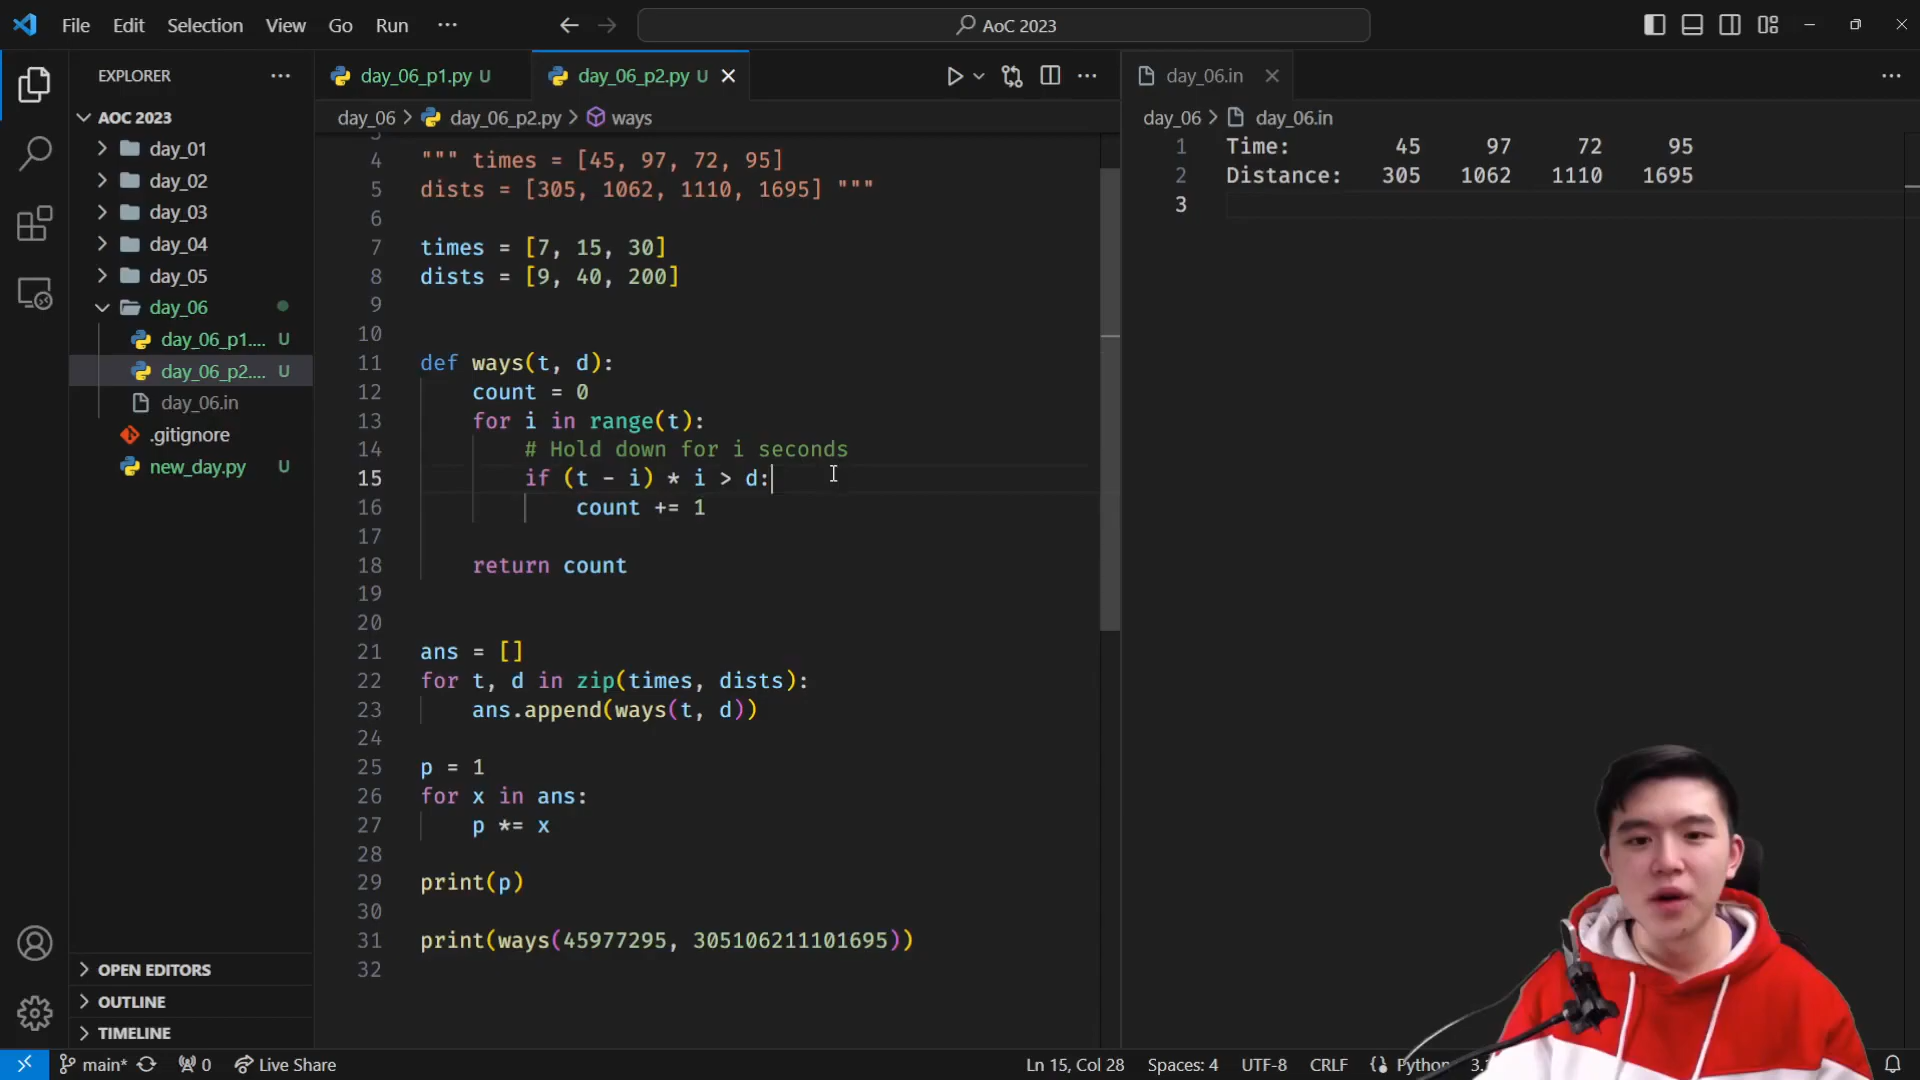 File Edit Selection View Go Run ··· AoC 2023
EXPLORER ···
AOC 2023
day_01
day_02
day_03
day_04
day_05
day_06
day_06_p1.... U
day_06_p2.... U
day_06.in
.gitignore
new_day.py U
OPEN EDITORS
OUTLINE
TIMELINE
day_06_p1.py U day_06_p2.py U
day_06 > day_06_p2.py > ways
4 """ times = [45, 97, 72, 95]
5 dists = [305, 1062, 1110, 1695] """
6
7 times = [7, 15, 30]
8 dists = [9, 40, 200]
9
10
11 def ways(t, d):
12 count = 0
13 for i in range(t):
14 # Hold down for i seconds
15 if (t - i) * i > d:
16 count += 1
17
18 return count
19
20
21 ans = []
22 for t, d in zip(times, dists):
23 ans.append(ways(t, d))
24
25 p = 1
26 for x in ans:
27 p *= x
28
29 print(p)
30
31 print(ways(45977295, 305106211101695))
32
day_06.in
day_06 > day_06.in
1 Time: 45 97 72 95
2 Distance: 305 1062 1110 1695
3
main* 0 Live Share Ln 15, Col 28 Spaces: 4 UTF-8 CRLF Python